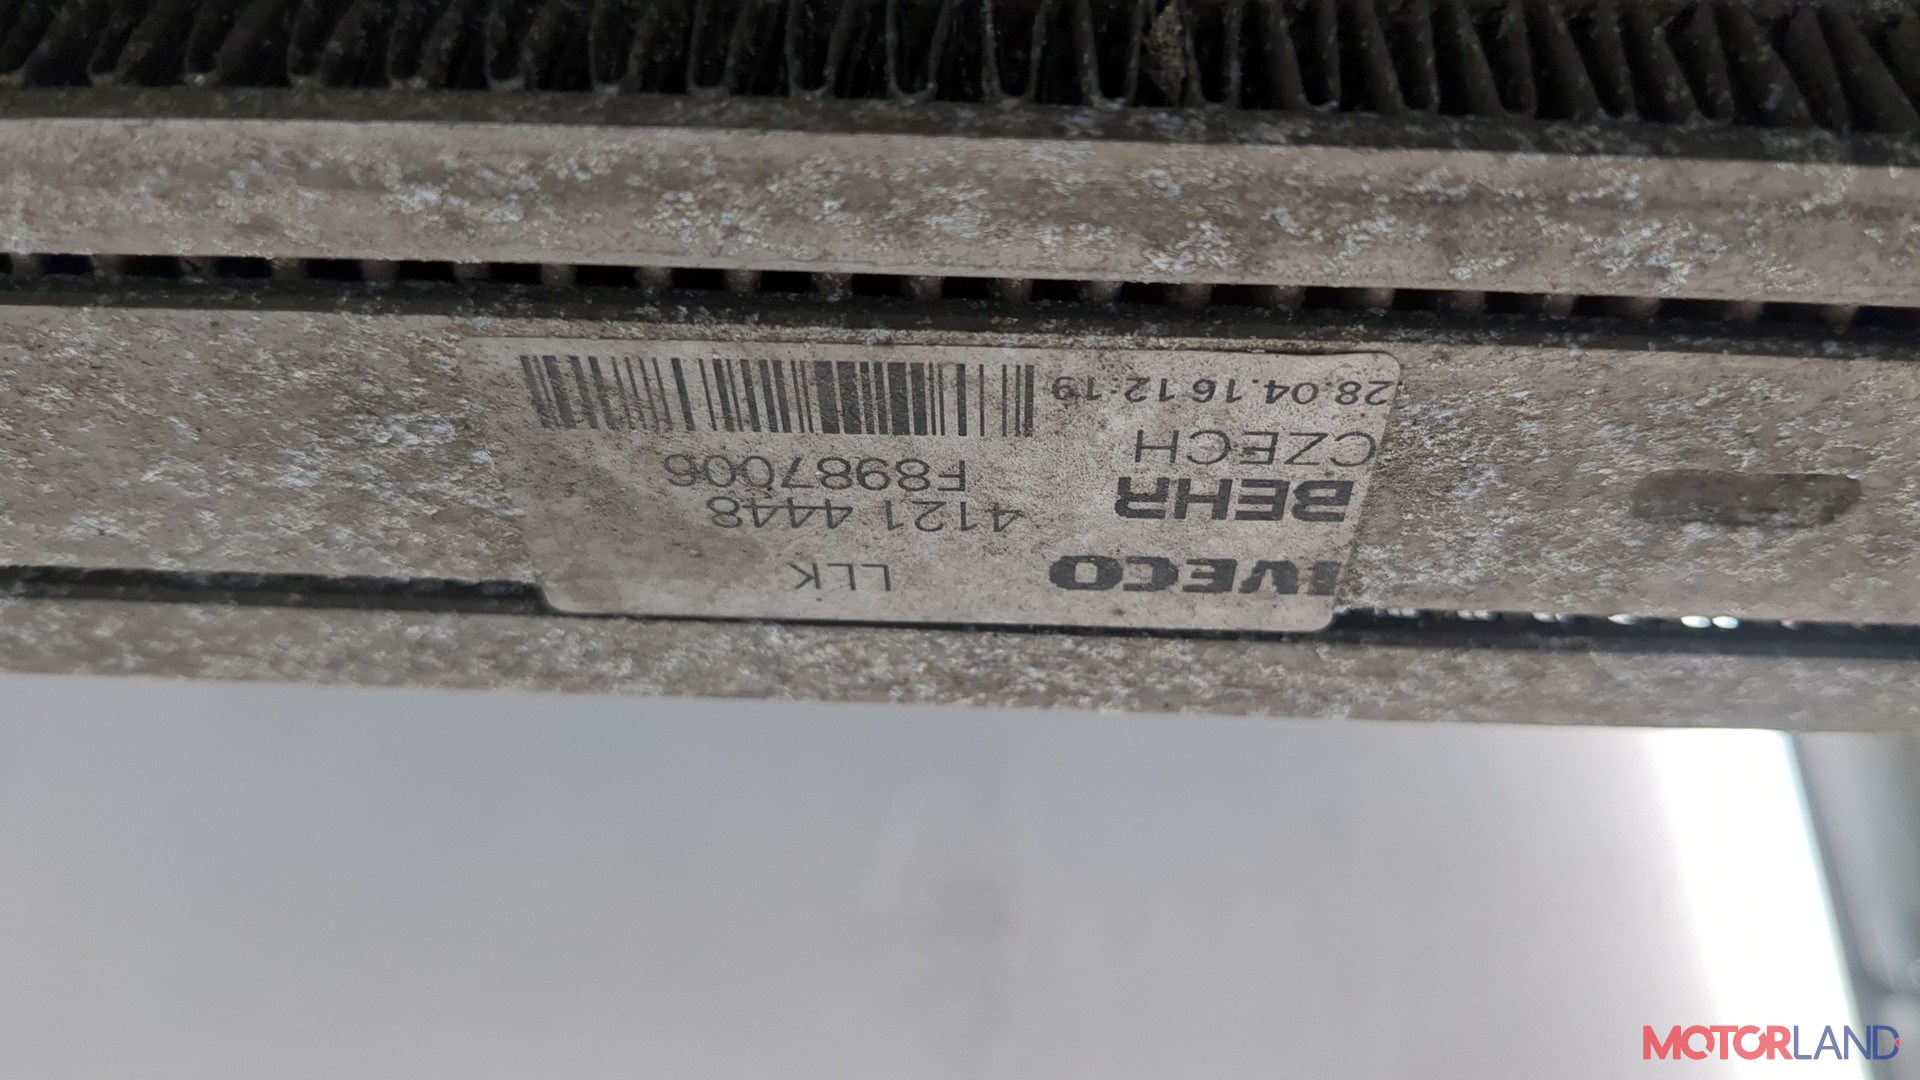 IVECO LLK
BEHR 4121 4448
CZECH F8987006
28.04.16 12:19
MOTORLAND